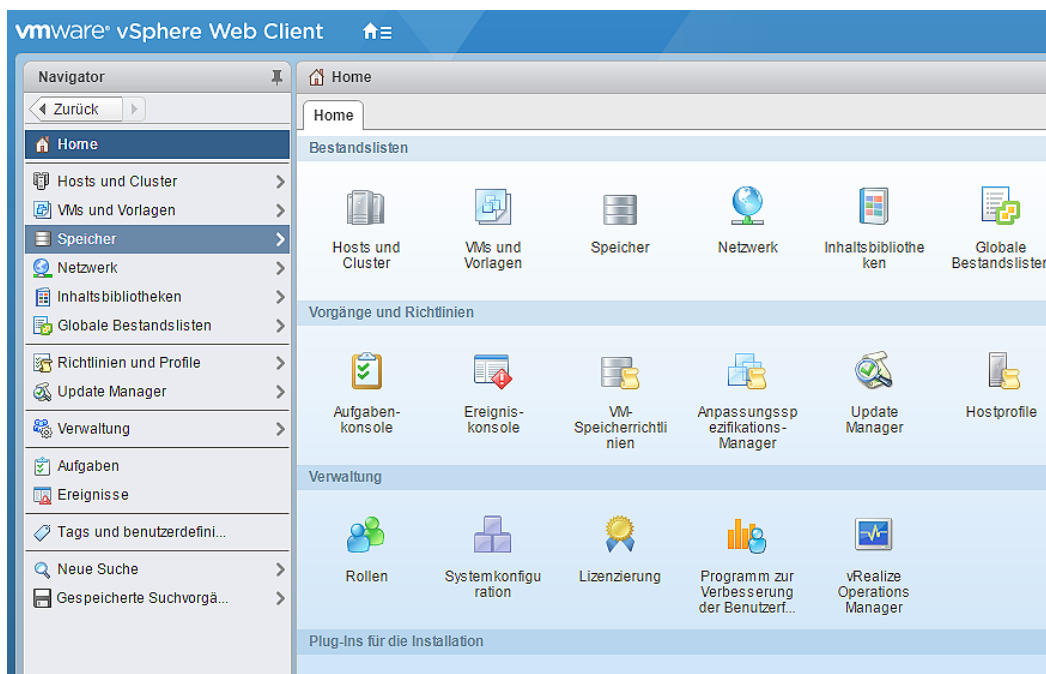 vmware® vSphere Web Client
Navigator
Zurück
Home
Hosts und Cluster
VMs und Vorlagen
Speicher
Netzwerk
Inhaltsbibliotheken
Globale Bestandslisten
Richtlinien und Profile
Update Manager
Verwaltung
Aufgaben
Ereignisse
Tags und benutzerdefini...
Neue Suche
Gespeicherte Suchvorgä...
Home
Home
Bestandslisten
Hosts und
Cluster
VMs und
Vorlagen
Speicher
Netzwerk
Inhaltsbibliothe
ken
Globale
Bestandslisten
Vorgänge und Richtlinien
Aufgaben-
konsole
Ereignis-
konsole
VM-
Speicherrichtli
nien
Anpassungssp
ezifikations-
Manager
Update
Manager
Hostprofile
Verwaltung
Rollen
Systemkonfigu
ration
Lizenzierung
Programm zur
Verbesserung
der Benutzerf...
vRealize
Operations
Manager
Plug-Ins für die Installation